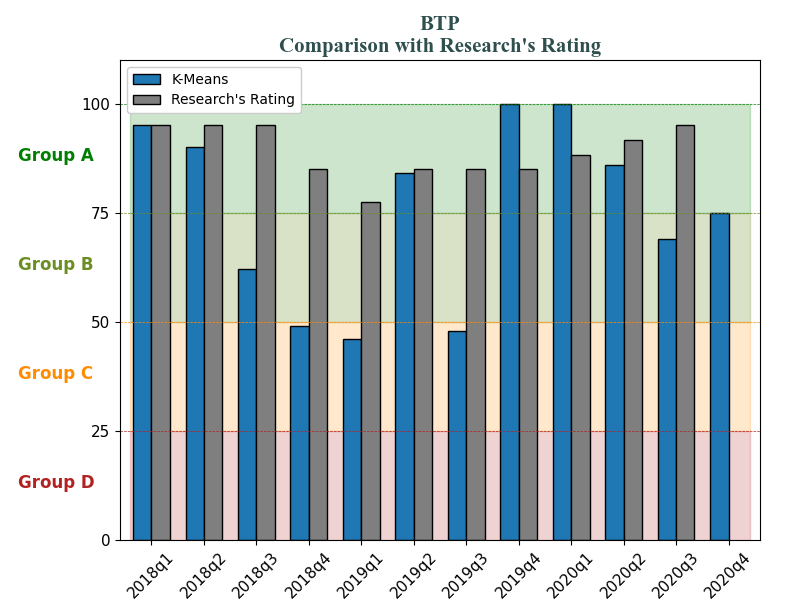 BTP
Comparison with Research's Rating
K-Means
Research's Rating
100
75
50
25
0
Group A
Group B
Group C
Group D
2018q1
2018q2
2018q3
2018q4
2019q1
2019q2
2019q3
2019q4
2020q1
2020q2
2020q3
2020q4